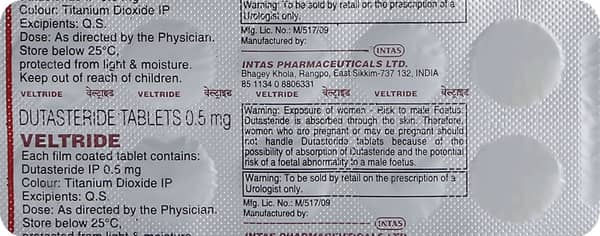 Colour: Titanium Dioxide IP
Excipients: Q.S.
Dose: As directed by the Physician.
Store below 25°C,
protected from light & moisture.
Keep out of reach of children.
Warning: To be sold by retail on the prescription of a
Urologist only.
Mfg. Lic. No.: M/517/09
Manufactured by:
INTAS
INTAS PHARMACEUTICALS LTD.
Bhagey Khola, Rangpo, East Sikkim-737 132, INDIA
85 1134 0 6806331
VELTRIDE वेल्ट्राइड VELTRIDE वेल्ट्राइड VELTRIDE वेल्ट्राइड VELTRIDE वेल्ट्राइड
DUTASTERIDE TABLETS 0.5 mg
VELTRIDE
Each film coated tablet contains:
Dutasteride IP 0.5 mg
Colour: Titanium Dioxide IP
Excipients: Q.S.
Dose: As directed by the Physician.
Store below 25°C,
protected from light & moisture.
Warning: Exposure of women - Risk to male Foetus.
Dutasteride is absorbed through the skin. Therefore,
women who are pregnant or may be pregnant should
not handle Dutasteride tablets because of the
possibility of absorption of Dutasteride and the potential
risk of a foetal abnormality to a male foetus.
Warning: To be sold by retail on the prescription of a
Urologist only.
Mfg. Lic. No.: M/517/09
Manufactured by:
INTAS
INTAS PHARMACEUTICALS LTD.